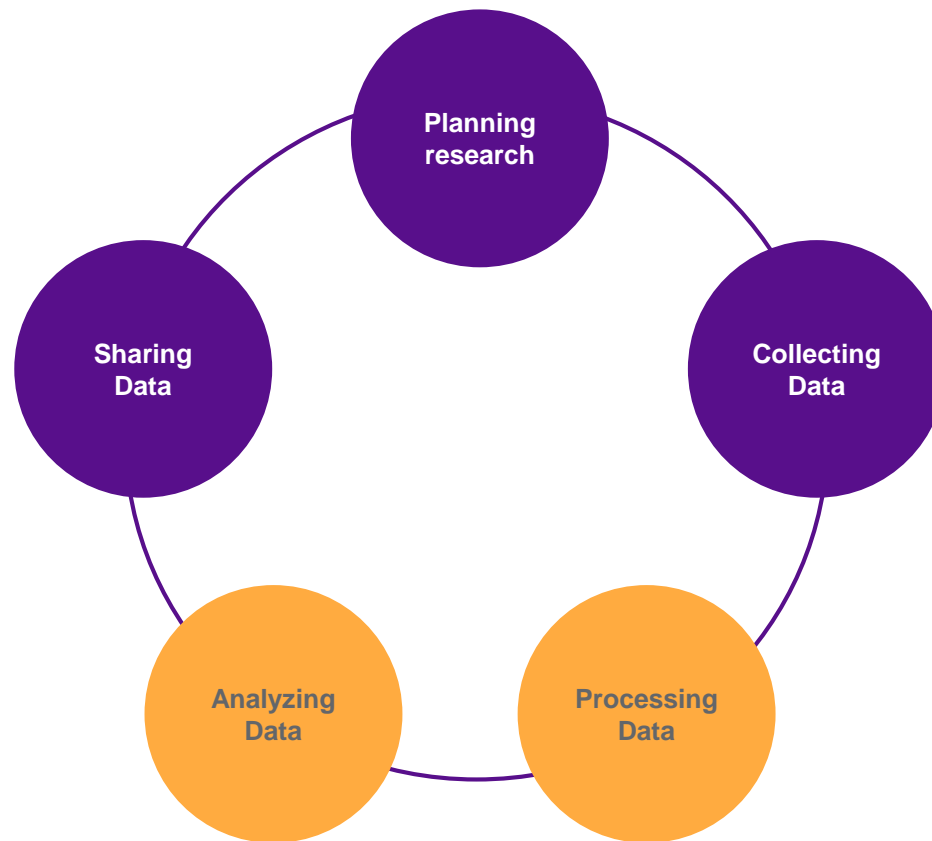 Planning
research
Sharing
Data
Collecting
Data
Analyzing
Data
Processing
Data